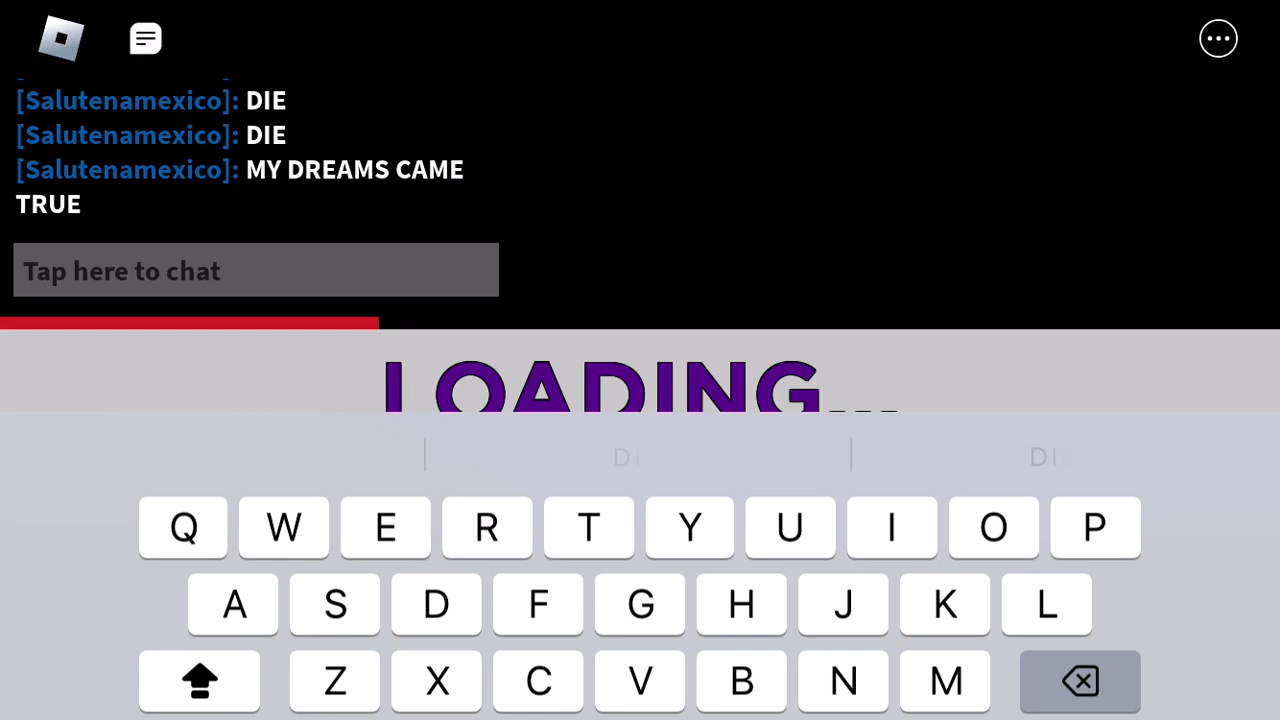 [Salutenamexico]: DIE
[Salutenamexico]: DIE
[Salutenamexico]: MY DREAMS CAME
TRUE
Tap here to chat
LOADING...
Q W E R T Y U I O P
A S D F G H J K L
Z X C V B N M